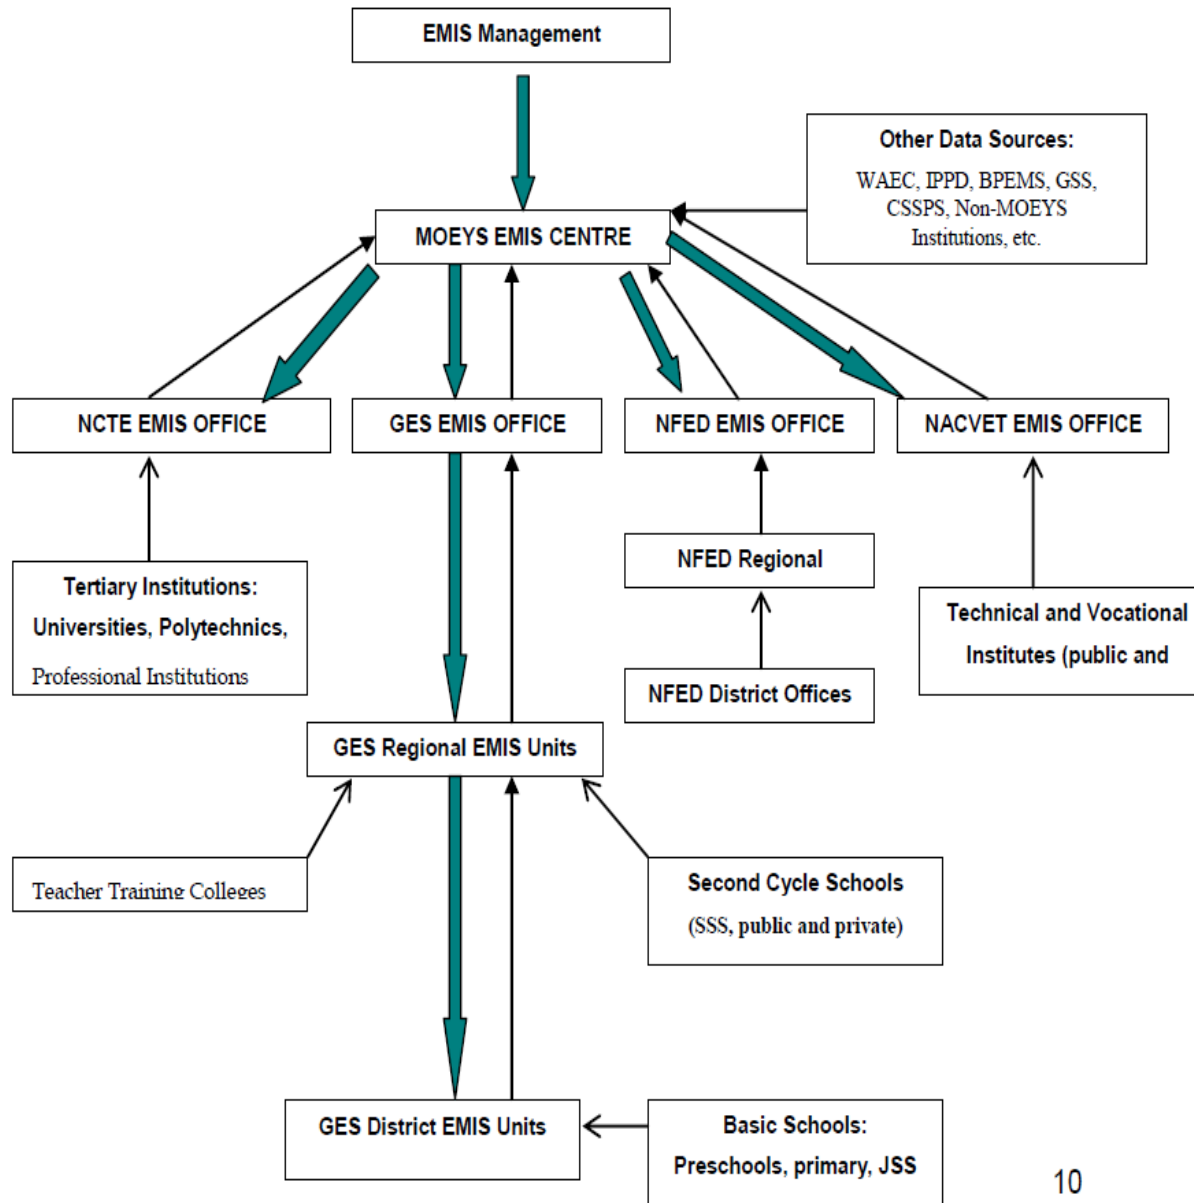 EMIS Management
Other Data Sources:
WAEC, IPPD, BPEMS, GSS,
CSSPS, Non-MOEYS
Institutions, etc.
MOEYS EMIS CENTRE
NCTE EMIS OFFICE
GES EMIS OFFICE
NFED EMIS OFFICE
NACVET EMIS OFFICE
Tertiary Institutions:
Universities, Polytechnics,
Professional Institutions
NFED Regional
Technical and Vocational
Institutes (public and
NFED District Offices
GES Regional EMIS Units
Teacher Training Colleges
Second Cycle Schools
(SSS, public and private)
GES District EMIS Units
Basic Schools:
Preschools, primary, JSS
10